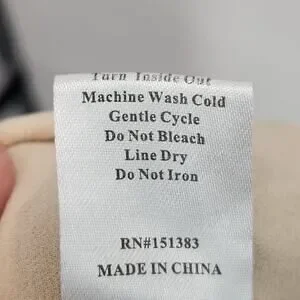 Turn Inside Out
Machine Wash Cold
Gentle Cycle
Do Not Bleach
Line Dry
Do Not Iron
RN#151383
MADE IN CHINA